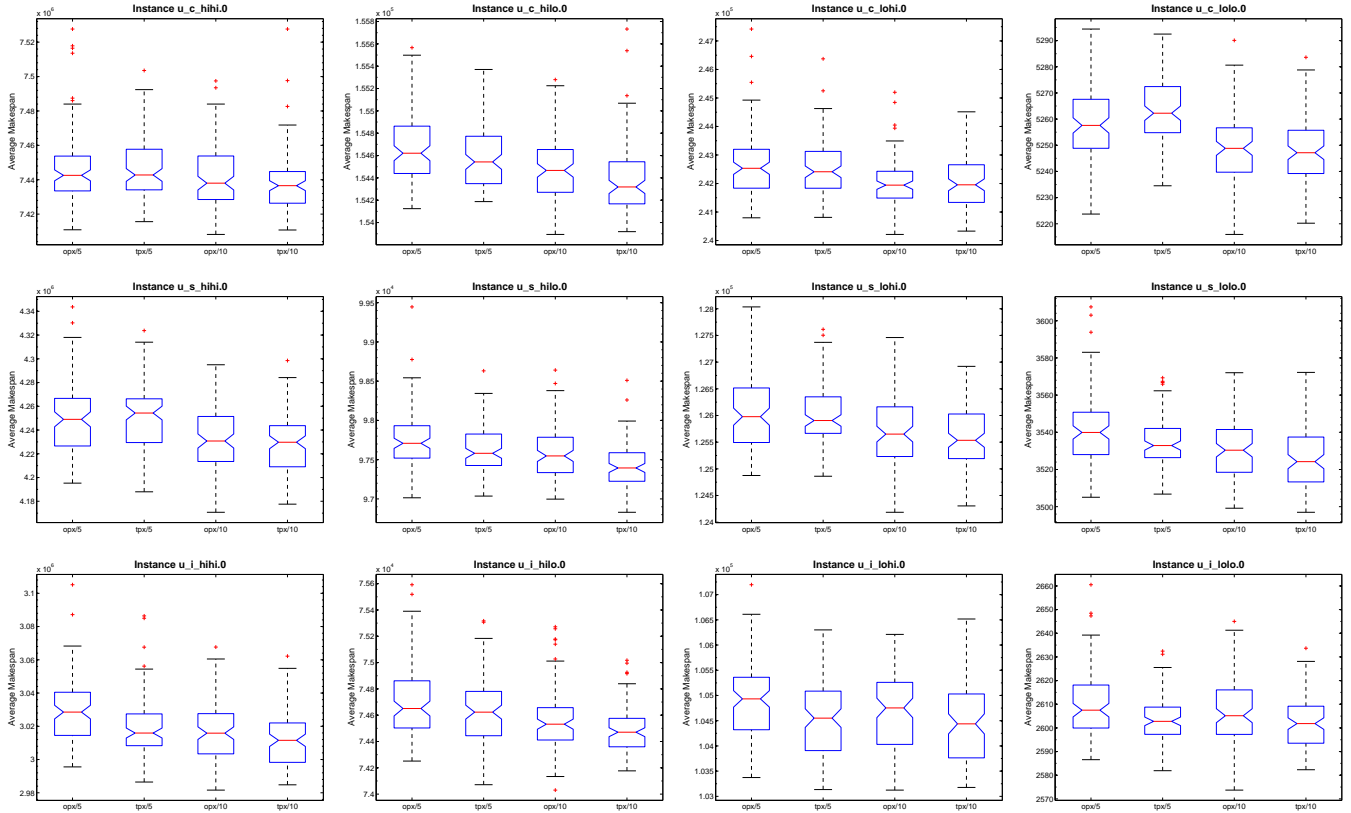 Instance u_c_hihi.0
x 10^6
Average Makespan
7.52
7.5
7.48
7.46
7.44
7.42
opx/5 tpx/5 opx/10 tpx/10
Instance u_c_hilo.0
x 10^5
Average Makespan
1.558
1.556
1.554
1.552
1.55
1.548
1.546
1.544
1.542
1.54
opx/5 tpx/5 opx/10 tpx/10
Instance u_c_lohi.0
x 10^5
Average Makespan
2.47
2.46
2.45
2.44
2.43
2.42
2.41
2.4
opx/5 tpx/5 opx/10 tpx/10
Instance u_c_lolo.0
Average Makespan
5290
5280
5270
5260
5250
5240
5230
5220
opx/5 tpx/5 opx/10 tpx/10
Instance u_s_hihi.0
x 10^6
Average Makespan
4.34
4.32
4.3
4.28
4.26
4.24
4.22
4.2
4.18
opx/5 tpx/5 opx/10 tpx/10
Instance u_s_hilo.0
x 10^4
Average Makespan
9.95
9.9
9.85
9.8
9.75
9.7
opx/5 tpx/5 opx/10 tpx/10
Instance u_s_lohi.0
x 10^5
Average Makespan
1.28
1.275
1.27
1.265
1.26
1.255
1.25
1.245
1.24
opx/5 tpx/5 opx/10 tpx/10
Instance u_s_lolo.0
Average Makespan
3600
3580
3560
3540
3520
3500
opx/5 tpx/5 opx/10 tpx/10
Instance u_i_hihi.0
x 10^6
Average Makespan
3.1
3.08
3.06
3.04
3.02
3
2.98
opx/5 tpx/5 opx/10 tpx/10
Instance u_i_hilo.0
x 10^4
Average Makespan
7.56
7.54
7.52
7.5
7.48
7.46
7.44
7.42
7.4
opx/5 tpx/5 opx/10 tpx/10
Instance u_i_lohi.0
x 10^5
Average Makespan
1.07
1.065
1.06
1.055
1.05
1.045
1.04
1.035
1.03
opx/5 tpx/5 opx/10 tpx/10
Instance u_i_lolo.0
Average Makespan
2660
2650
2640
2630
2620
2610
2600
2590
2580
2570
opx/5 tpx/5 opx/10 tpx/10